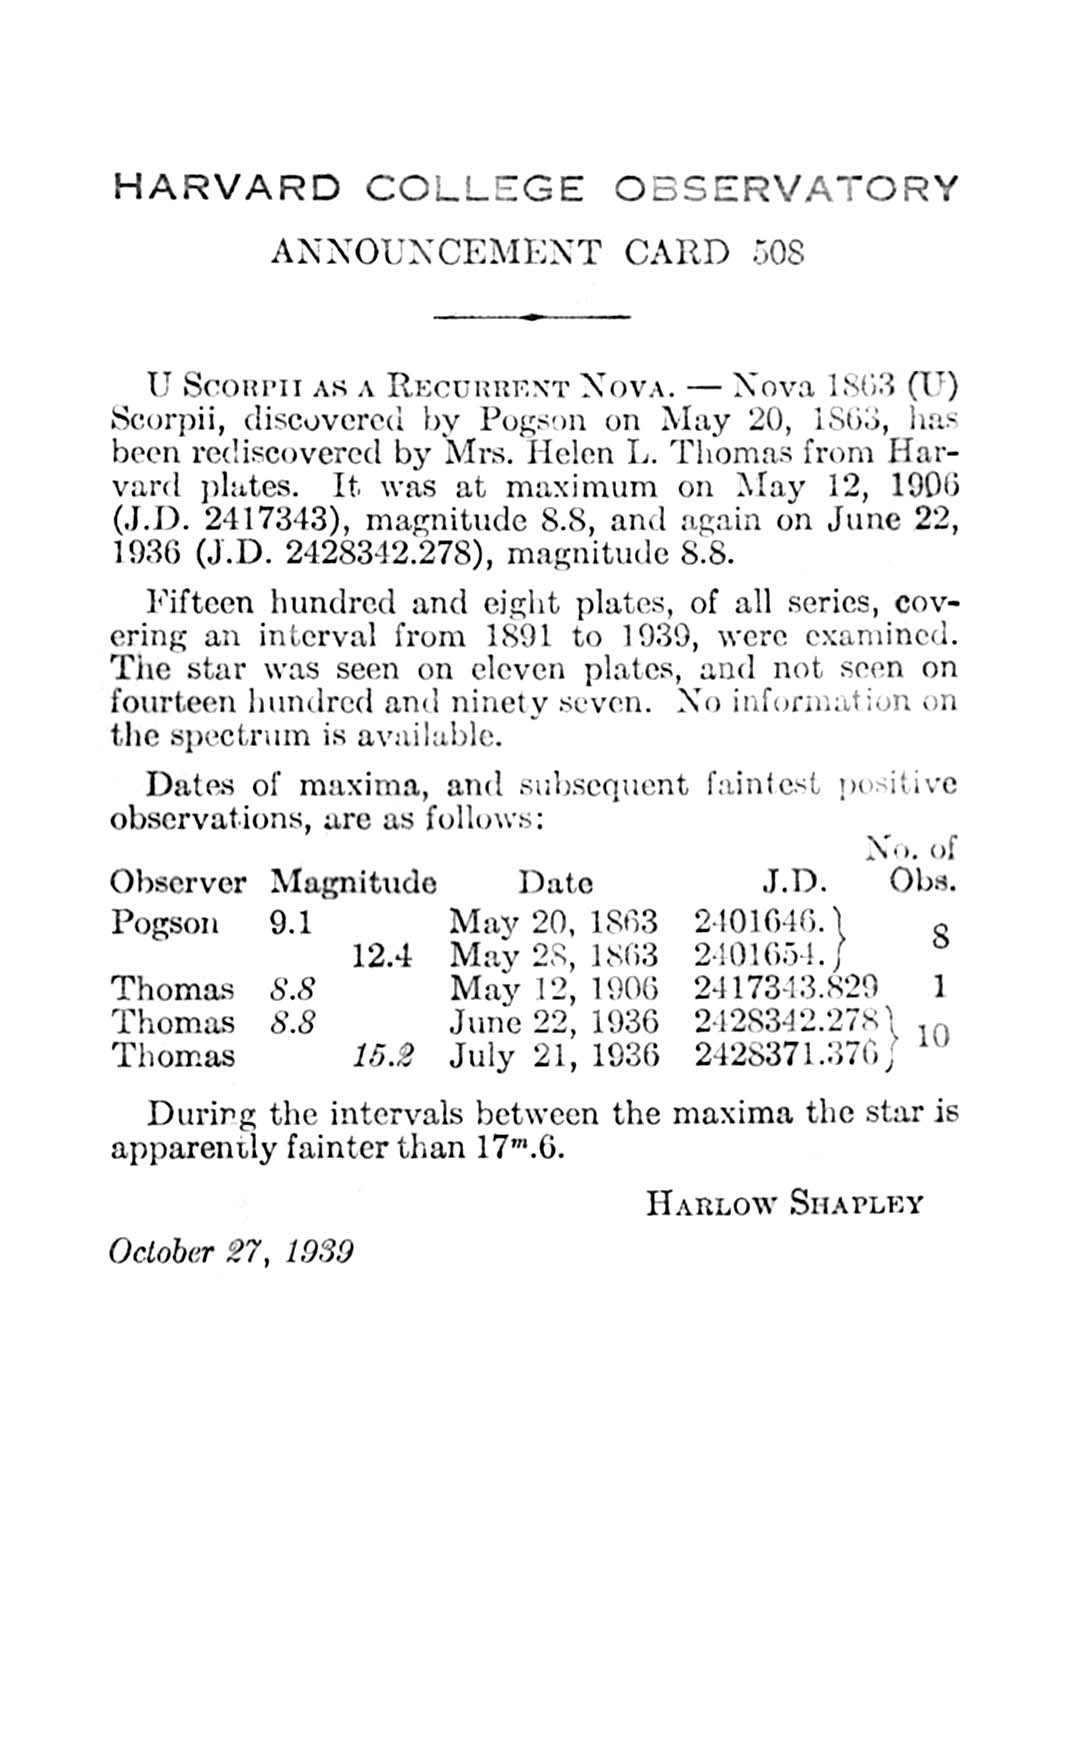 HARVARD COLLEGE OBSERVATORY
ANNOUNCEMENT CARD 508
U SCORPII AS A RECURRENT NOVA. — Nova 1863 (U)
Scorpii, discovered by Pogson on May 20, 1863, has
been rediscovered by Mrs. Helen L. Thomas from Har-
vard plates. It was at maximum on May 12, 1906
(J.D. 2417343), magnitude 8.8, and again on June 22,
1936 (J.D. 2428342.278), magnitude 8.8.
Fifteen hundred and eight plates, of all series, cov-
ering an interval from 1891 to 1939, were examined.
The star was seen on eleven plates, and not seen on
fourteen hundred and ninety seven. No information on
the spectrum is available.
Dates of maxima, and subsequent faintest positive
observations, are as follows:
No. of
Observer Magnitude Date J.D. Obs.
Pogson 9.1 May 20, 1863 2401646. } 8
12.4 May 28, 1863 2401654.
Thomas 8.8 May 12, 1906 2417343.829 1
Thomas 8.8 June 22, 1936 2428342.278 } 10
Thomas 15.2 July 21, 1936 2428371.376
During the intervals between the maxima the star is
apparently fainter than 17ᵐ.6.
HARLOW SHAPLEY
October 27, 1939